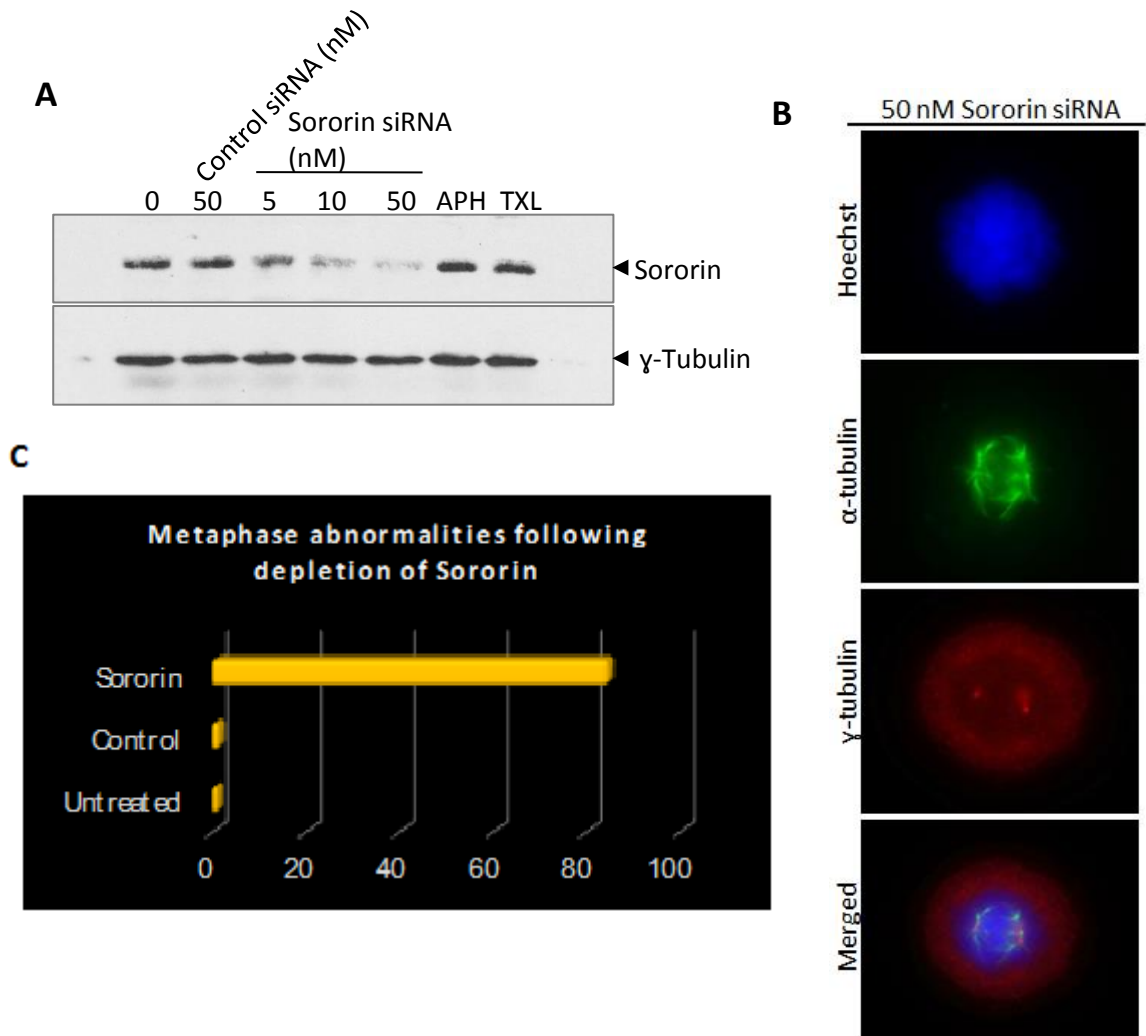 A
Control siRNA (nM)
Sororin siRNA
(nM)
0 50 5 10 50 APH TXL
Sororin
ɣ-Tubulin
B
50 nM Sororin siRNA
Hoechst
α-tubulin
ɣ-tubulin
Merged
C
Metaphase abnormalities following
depletion of Sororin
Sororin
Control
Untreated
0 20 40 60 80 100